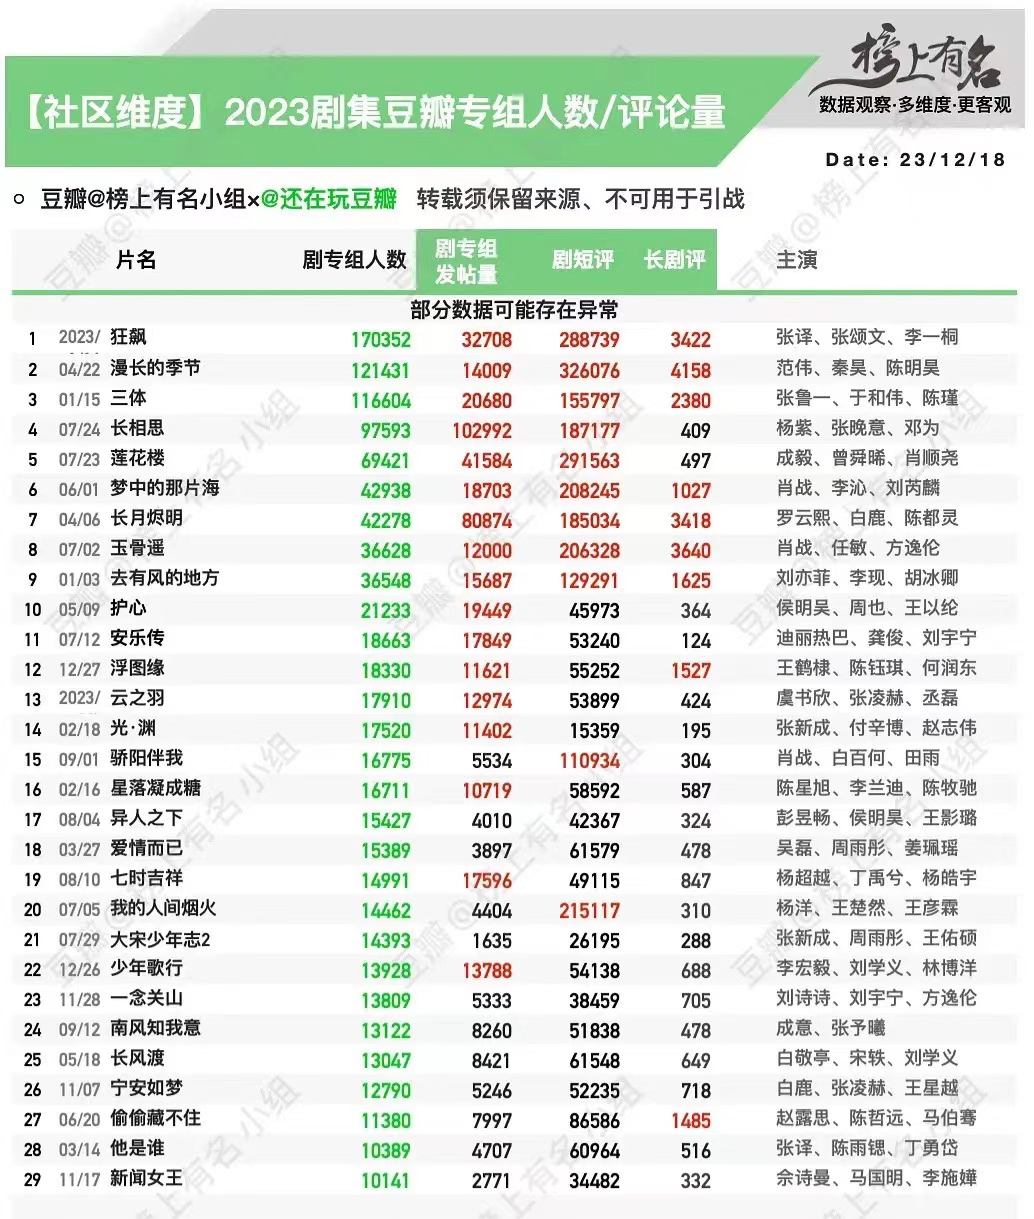 榜上有名
数据观察·多维度·更客观
【社区维度】2023剧集豆瓣专组人数/评论量
Date: 23/12/18
豆瓣@榜上有名小组×@还在玩豆瓣 转载须保留来源、不可用于引战
片名 剧专组人数 剧专组发帖量 剧短评 长剧评 主演
部分数据可能存在异常
1 2023/ 狂飙 170352 32708 288739 3422 张译、张颂文、李一桐
2 04/22 漫长的季节 121431 14009 326076 4158 范伟、秦昊、陈明昊
3 01/15 三体 116604 20680 155797 2380 张鲁一、于和伟、陈瑾
4 07/24 长相思 97593 102992 187177 409 杨紫、张晚意、邓为
5 07/23 莲花楼 69421 41584 291563 497 成毅、曾舜晞、肖顺尧
6 06/01 梦中的那片海 42938 18703 208245 1027 肖战、李沁、刘芮麟
7 04/06 长月烬明 42278 80874 185034 3418 罗云熙、白鹿、陈都灵
8 07/02 玉骨遥 36628 12000 206328 3640 肖战、任敏、方逸伦
9 01/03 去有风的地方 36548 15687 129291 1625 刘亦菲、李现、胡冰卿
10 05/09 护心 21233 19449 45973 364 侯明昊、周也、王以纶
11 07/12 安乐传 18663 17849 53240 124 迪丽热巴、龚俊、刘宇宁
12 12/27 浮图缘 18330 11621 55252 1527 王鹤棣、陈钰琪、何润东
13 2023/ 云之羽 17910 12974 53899 424 虞书欣、张凌赫、丞磊
14 02/18 光·渊 17520 11402 15359 195 张新成、付辛博、赵志伟
15 09/01 骄阳伴我 16775 5534 110934 304 肖战、白百何、田雨
16 02/16 星落凝成糖 16711 10719 58592 587 陈星旭、李兰迪、陈牧驰
17 08/04 异人之下 15427 4010 42367 324 彭昱畅、侯明昊、王影璐
18 03/27 爱情而已 15389 3897 61579 478 吴磊、周雨彤、姜珮瑶
19 08/10 七时吉祥 14991 17596 49115 847 杨超越、丁禹兮、杨皓宇
20 07/05 我的人间烟火 14462 4404 215117 310 杨洋、王楚然、王彦霖
21 07/29 大宋少年志2 14393 1635 26195 288 张新成、周雨彤、王佑硕
22 12/26 少年歌行 13928 13788 54138 688 李宏毅、刘学义、林博洋
23 11/28 一念关山 13809 5333 38459 705 刘诗诗、刘宇宁、方逸伦
24 09/12 南风知我意 13122 8260 51838 478 成意、张予曦
25 05/18 长风渡 13047 8421 61548 649 白敬亭、宋轶、刘学义
26 11/07 宁安如梦 12790 5246 52235 718 白鹿、张凌赫、王星越
27 06/20 偷偷藏不住 11380 7997 86586 1485 赵露思、陈哲远、马伯骞
28 03/14 他是谁 10389 4707 60964 516 张译、陈雨锶、丁勇岱
29 11/17 新闻女王 10141 2771 34482 332 佘诗曼、马国明、李施嬅